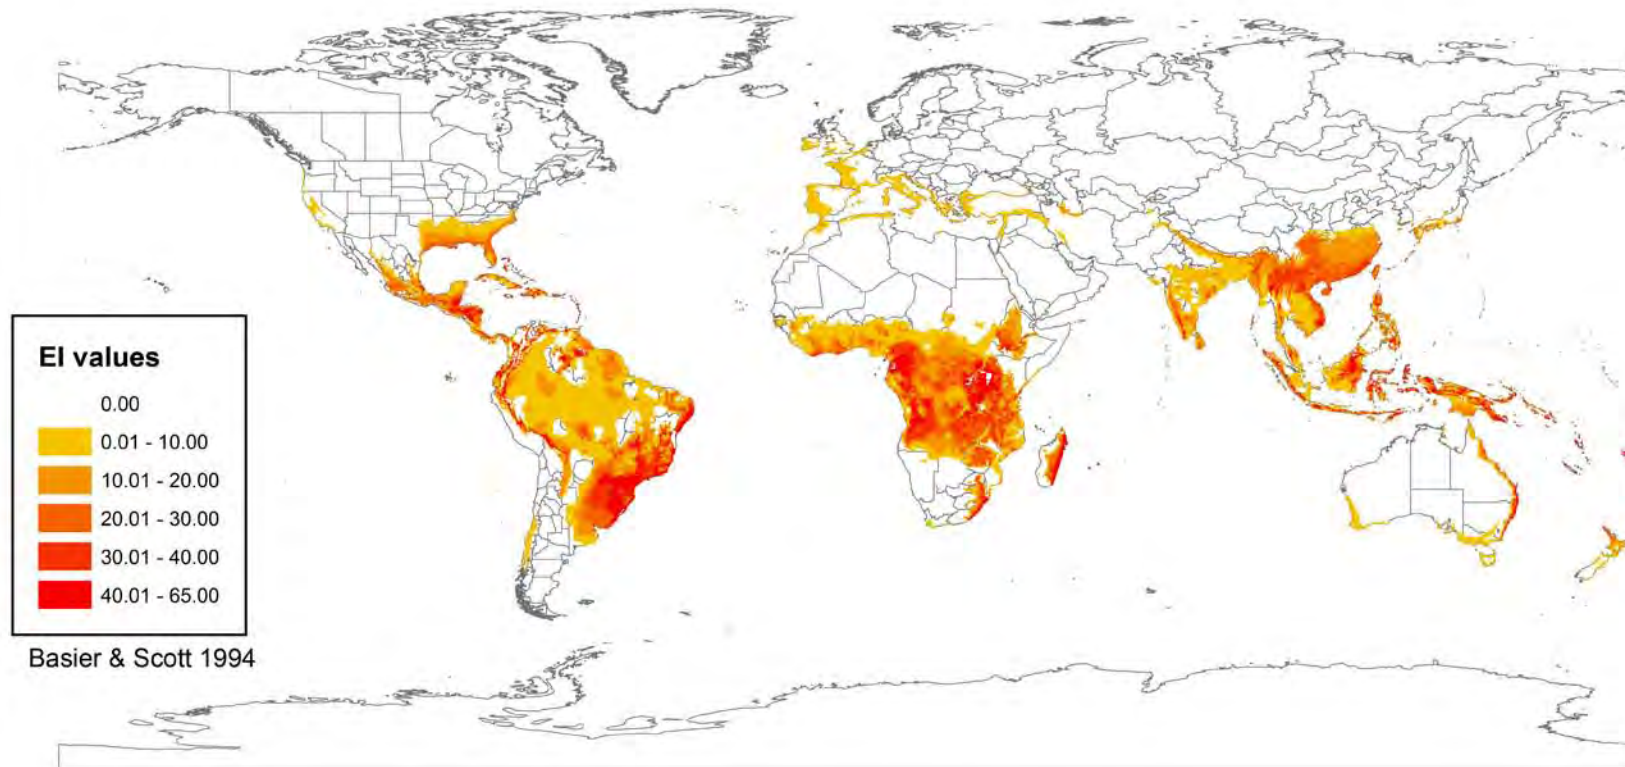 EI values
0.00
0.01 - 10.00
10.01 - 20.00
20.01 - 30.00
30.01 - 40.00
40.01 - 65.00
Basier & Scott 1994